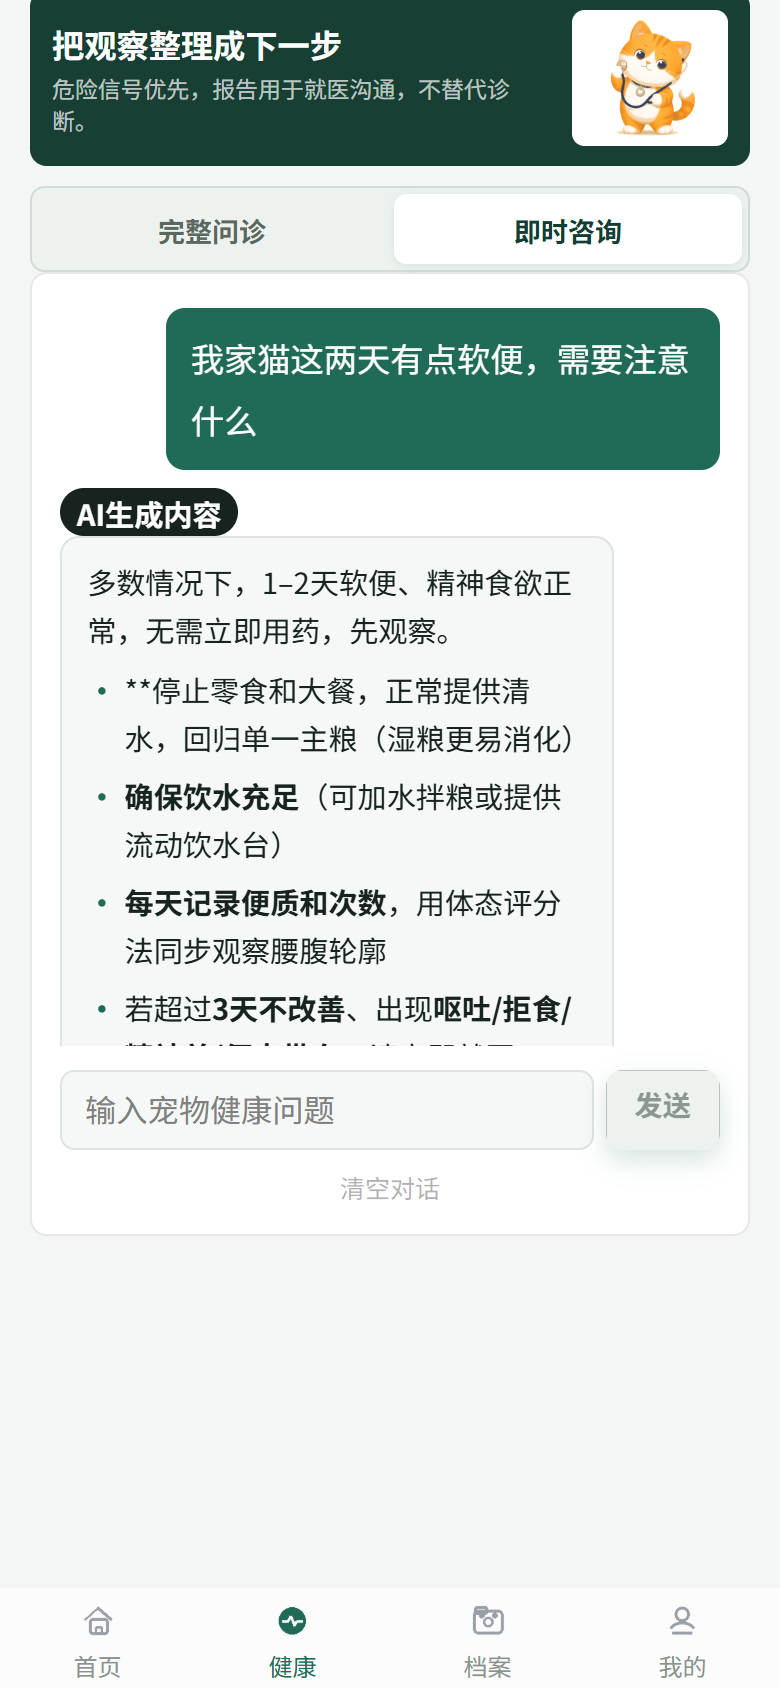 把观察整理成下一步
危险信号优先，报告用于就医沟通，不替代诊
断。
完整问诊
即时咨询
我家猫这两天有点软便，需要注意
什么
AI生成内容
多数情况下，1–2天软便、精神食欲正
常，无需立即用药，先观察。
• **停止零食和大餐，正常提供清
水，回归单一主粮（湿粮更易消化）
• 确保饮水充足（可加水拌粮或提供
流动饮水台）
• 每天记录便质和次数，用体态评分
法同步观察腰腹轮廓
• 若超过3天不改善、出现呕吐/拒食/
输入宠物健康问题
发送
清空对话
首页
健康
档案
我的